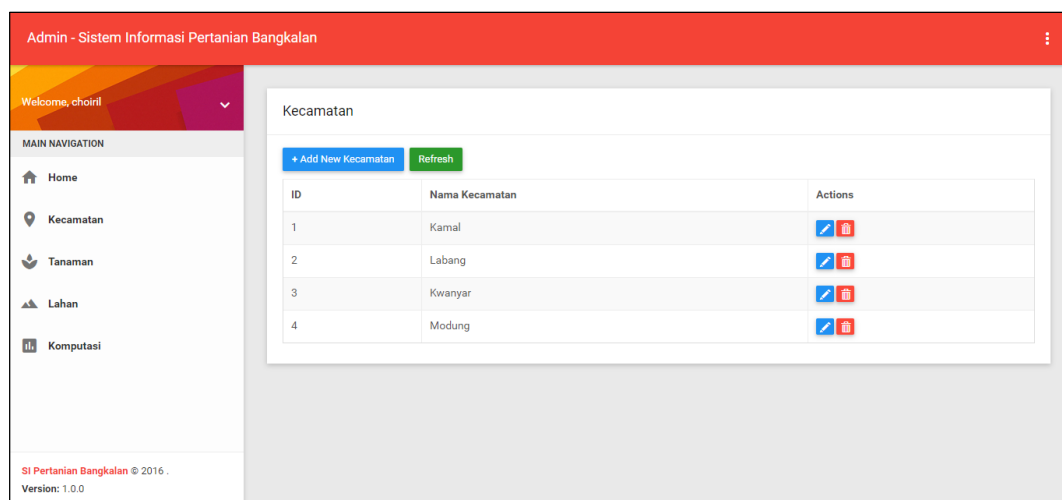 Admin - Sistem Informasi Pertanian Bangkalan
Welcome, choiril
MAIN NAVIGATION
Home
Kecamatan
Tanaman
Lahan
Komputasi
SI Pertanian Bangkalan © 2016 .
Version: 1.0.0
Kecamatan
+ Add New Kecamatan Refresh
ID Nama Kecamatan Actions
1 Kamal
2 Labang
3 Kwanyar
4 Modung